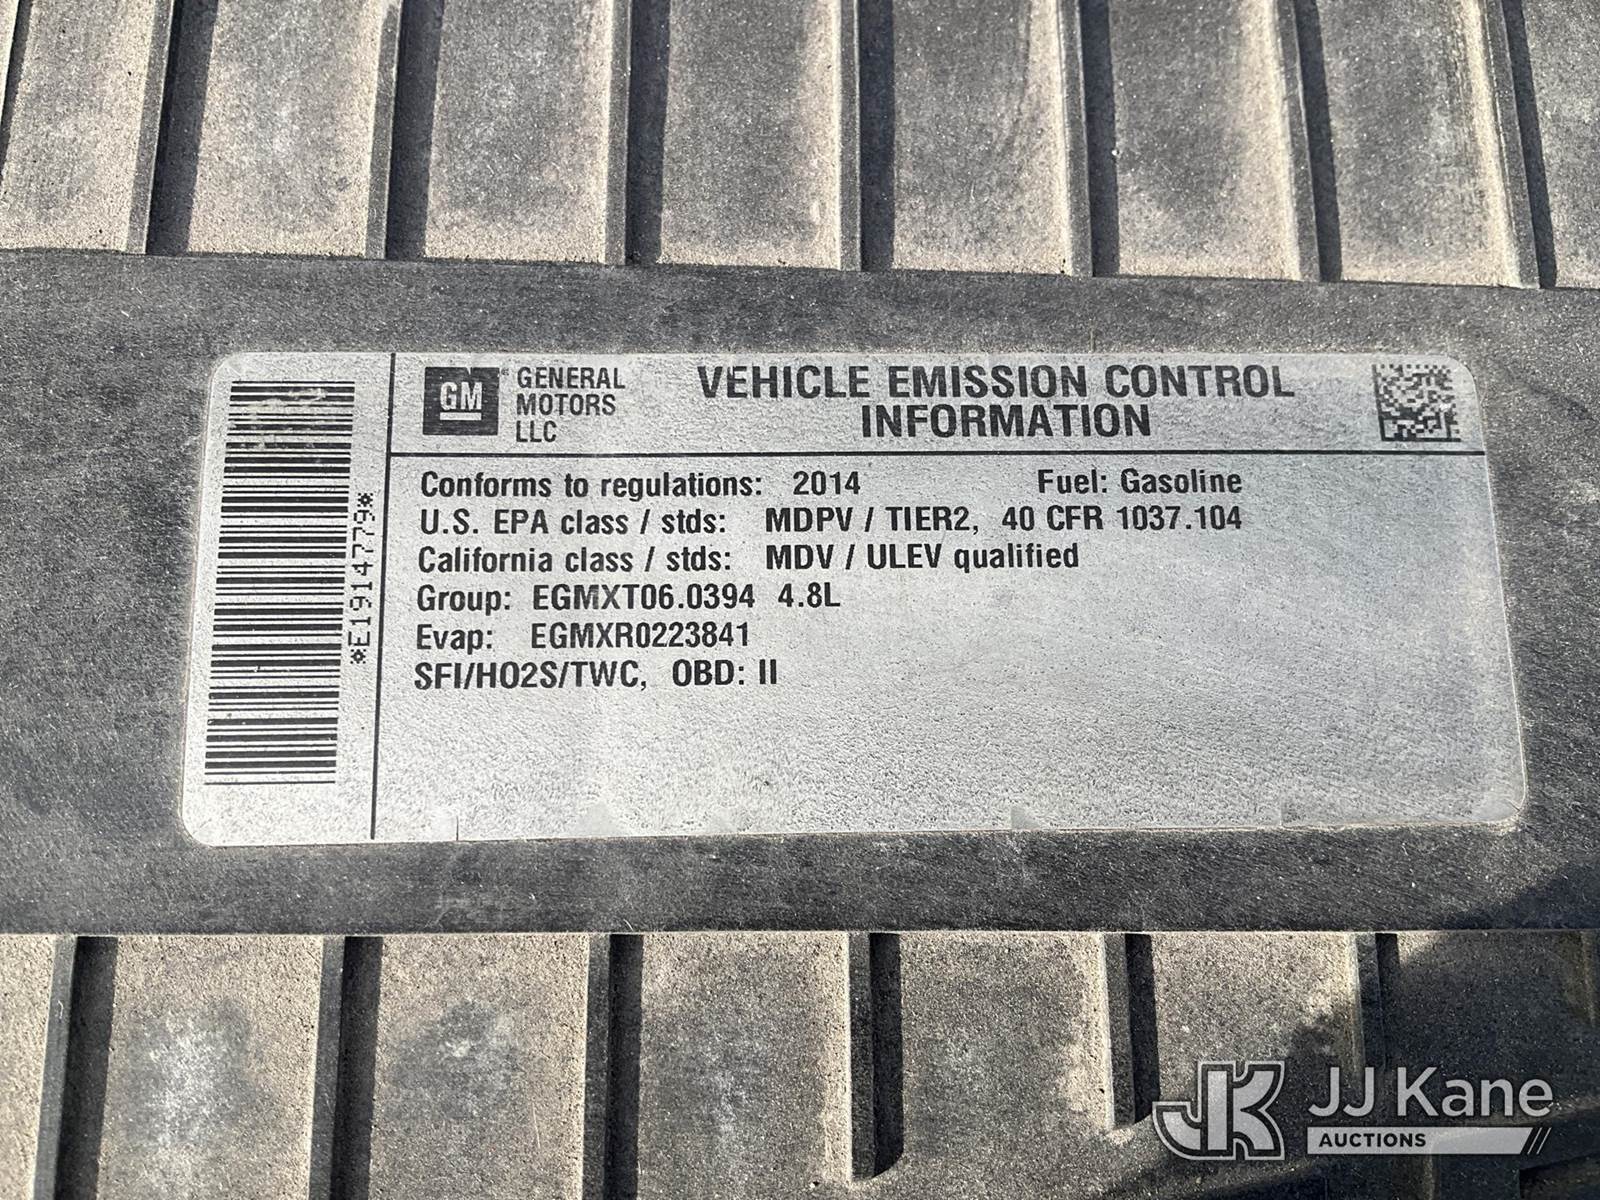 GM GENERAL
MOTORS
LLC
VEHICLE EMISSION CONTROL
INFORMATION
*E1914779*
Conforms to regulations: 2014 Fuel: Gasoline
U.S. EPA class / stds: MDPV / TIER2, 40 CFR 1037.104
California class / stds: MDV / ULEV qualified
Group: EGMXT06.0394 4.8L
Evap: EGMXR0223841
SFI/HO2S/TWC, OBD: II
JK JJ Kane
AUCTIONS